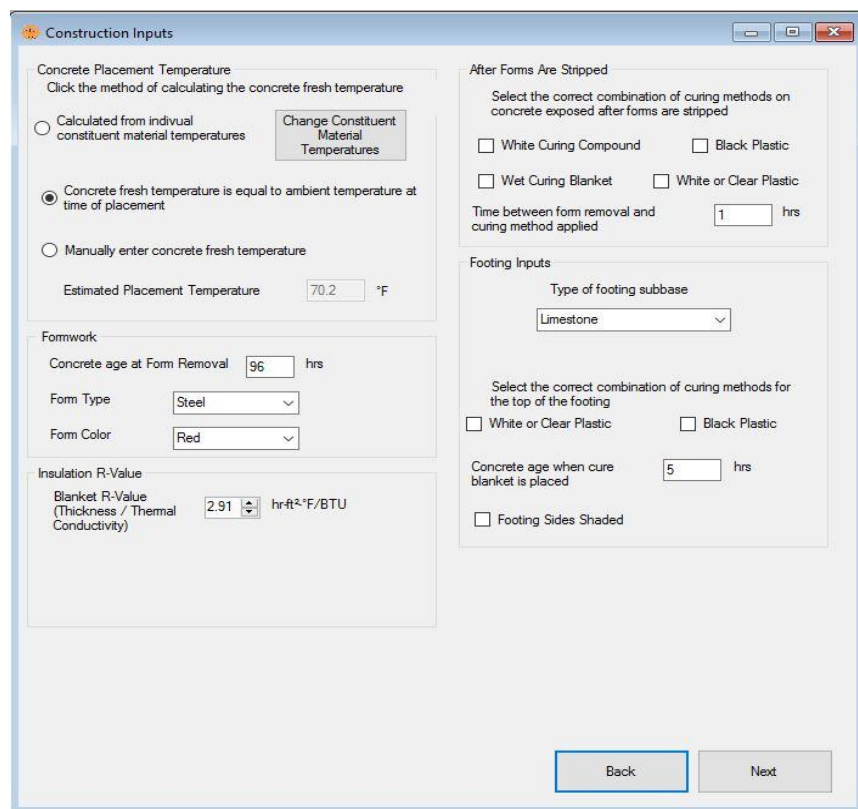 Construction Inputs
Concrete Placement Temperature
Click the method of calculating the concrete fresh temperature
Calculated from indivual
constituent material temperatures
Change Constituent
Material
Temperatures
Concrete fresh temperature is equal to ambient temperature at
time of placement
Manually enter concrete fresh temperature
Estimated Placement Temperature 70.2 °F
Formwork
Concrete age at Form Removal 96 hrs
Form Type Steel
Form Color Red
Insulation R-Value
Blanket R-Value
(Thickness / Thermal
Conductivity)
2.91 hr-ft²-°F/BTU
After Forms Are Stripped
Select the correct combination of curing methods on
concrete exposed after forms are stripped
White Curing Compound Black Plastic
Wet Curing Blanket White or Clear Plastic
Time between form removal and
curing method applied
1 hrs
Footing Inputs
Type of footing subbase
Limestone
Select the correct combination of curing methods for
the top of the footing
White or Clear Plastic Black Plastic
Concrete age when cure
blanket is placed
5 hrs
Footing Sides Shaded
Back Next